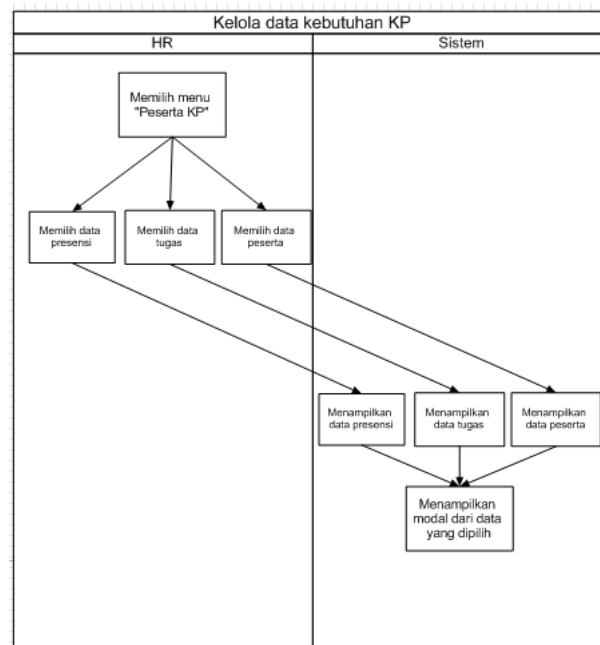 Kelola data kebutuhan KP
HR
Sistem
Memilih menu
"Peserta KP"
Memilih data
presensi
Memilih data
tugas
Memilih data
peserta
Menampilkan
data presensi
Menampilkan
data tugas
Menampilkan
data peserta
Menampilkan
modal dari data
yang dipilih